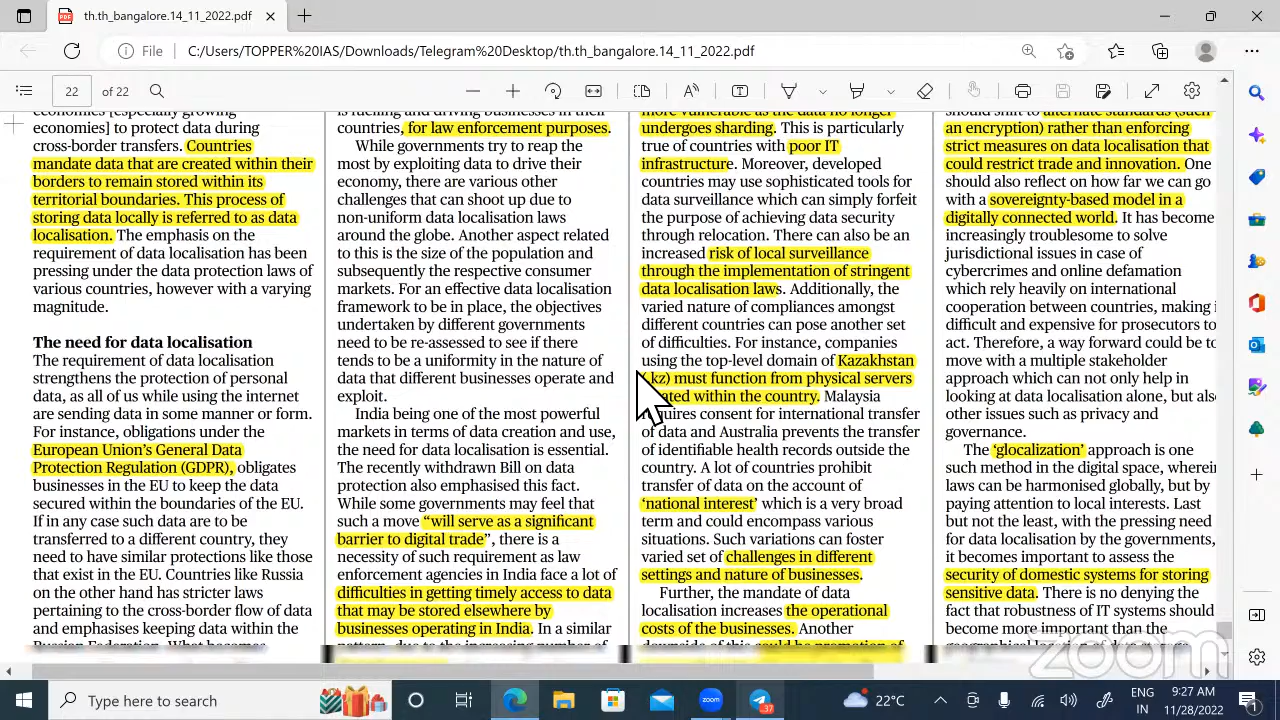 th.th_bangalore.14_11_2022.pdf
File
C:/Users/TOPPER%20IAS/Downloads/Telegram%20Desktop/th.th_bangalore.14_11_2022.pdf
22
of 22
economies [especially growing
economies] to protect data during
cross-border transfers. Countries
mandate data that are created within their
borders to remain stored within its
territorial boundaries. This process of
storing data locally is referred to as data
localisation. The emphasis on the
requirement of data localisation has been
pressing under the data protection laws of
various countries, however with a varying
magnitude.
The need for data localisation
The requirement of data localisation
strengthens the protection of personal
data, as all of us while using the internet
are sending data in some manner or form.
For instance, obligations under the
European Union's General Data
Protection Regulation (GDPR), obligates
businesses in the EU to keep the data
secured within the boundaries of the EU.
If in any case such data are to be
transferred to a different country, they
need to have similar protections like those
that exist in the EU. Countries like Russia
on the other hand has stricter laws
pertaining to the cross-border flow of data
and emphasises keeping data within the
Russian Federation. What becomes
is fueling and driving businesses in their
countries, for law enforcement purposes.
While governments try to reap the
most by exploiting data to drive their
economy, there are various other
challenges that can shoot up due to
non-uniform data localisation laws
around the globe. Another aspect related
to this is the size of the population and
subsequently the respective consumer
markets. For an effective data localisation
framework to be in place, the objectives
undertaken by different governments
need to be re-assessed to see if there
tends to be a uniformity in the nature of
data that different businesses operate and
exploit.
India being one of the most powerful
markets in terms of data creation and use,
the need for data localisation is essential.
The recently withdrawn Bill on data
protection also emphasised this fact.
While some governments may feel that
such a move “will serve as a significant
barrier to digital trade”, there is a
necessity of such requirement as law
enforcement agencies in India face a lot of
difficulties in getting timely access to data
that may be stored elsewhere by
businesses operating in India. In a similar
pattern, due to the increasing number of
more vulnerable as the data no longer
undergoes sharding. This is particularly
true of countries with poor IT
infrastructure. Moreover, developed
countries may use sophisticated tools for
data surveillance which can simply forfeit
the purpose of achieving data security
through relocation. There can also be an
increased risk of local surveillance
through the implementation of stringent
data localisation laws. Additionally, the
varied nature of compliances amongst
different countries can pose another set
of difficulties. For instance, companies
using the top-level domain of Kazakhstan
.kz) must function from physical servers
within the country. Malaysia
consent for international transfer
of data and Australia prevents the transfer
of identifiable health records outside the
country. A lot of countries prohibit
transfer of data on the account of
‘national interest’ which is a very broad
term and could encompass various
situations. Such variations can foster
varied set of challenges in different
settings and nature of businesses.
Further, the mandate of data
localisation increases the operational
costs of the businesses. Another
downside of this could be promotion of
should shift to alternate standards (such
an encryption) rather than enforcing
strict measures on data localisation that
could restrict trade and innovation. One
should also reflect on how far we can go
with a sovereignty-based model in a
digitally connected world. It has become
increasingly troublesome to solve
jurisdictional issues in case of
cybercrimes and online defamation
which rely heavily on international
cooperation between countries, making i
difficult and expensive for prosecutors to
act. Therefore, a way forward could be to
move with a multiple stakeholder
approach which can not only help in
looking at data localisation alone, but also
other issues such as privacy and
governance.
The ‘glocalization’ approach is one
such method in the digital space, wherein
laws can be harmonised globally, but by
paying attention to local interests. Last
but not the least, with the pressing need
for data localisation by the governments,
it becomes important to assess the
security of domestic systems for storing
sensitive data. There is no denying the
fact that robustness of IT systems should
become more important than the
zoom
Type here to search
zoom
37
22°C
ENG
IN
9:27 AM
11/28/2022
1